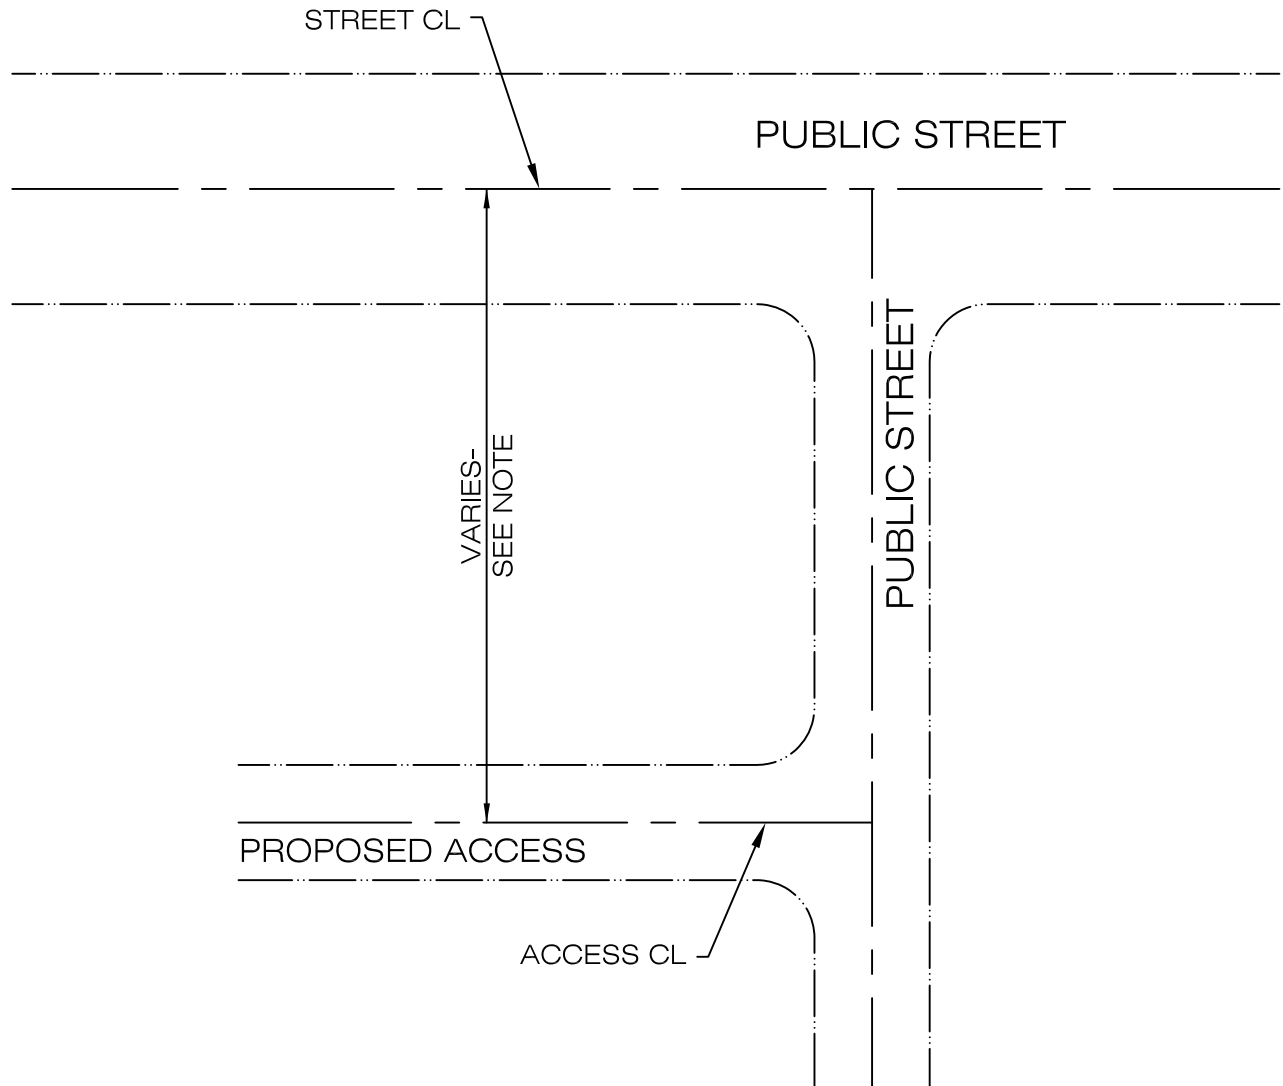 STREET CL
PUBLIC STREET
PUBLIC STREET
VARIES-
SEE NOTE
PROPOSED ACCESS
ACCESS CL